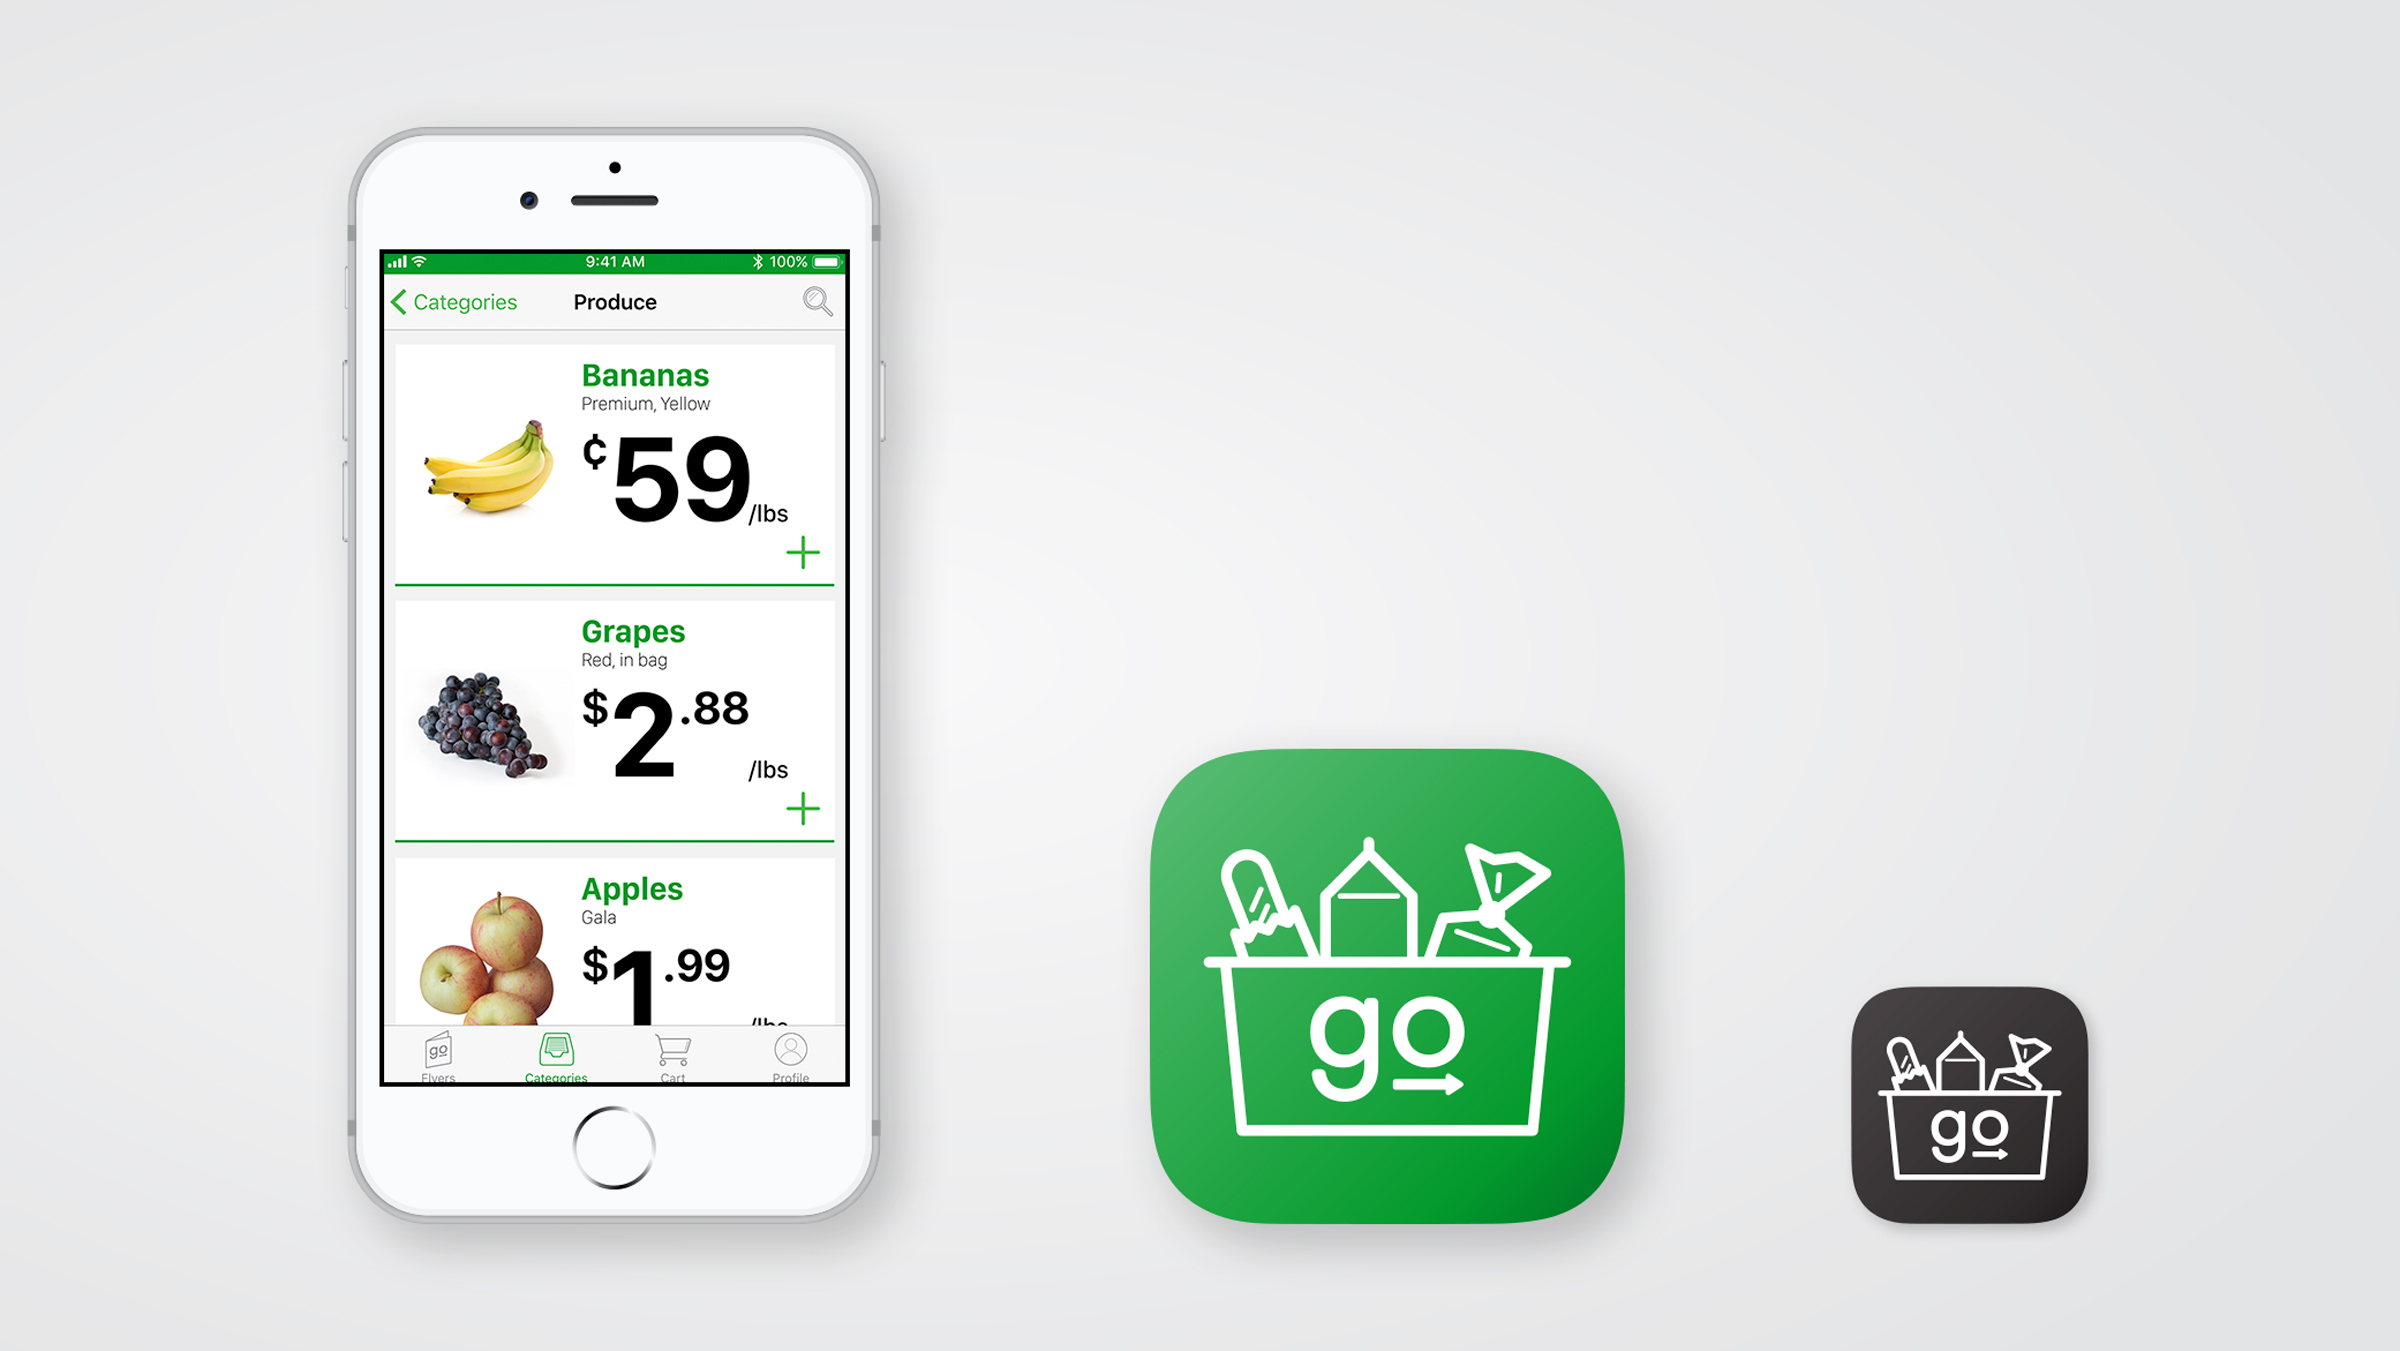 9:41 AM 100%
Categories Produce
Bananas
Premium, Yellow
¢59/lbs
Grapes
Red, in bag
$2.88
/lbs
Apples
Gala
$1.99
/lbs
go
Flyers Categories Cart Profile
go
go